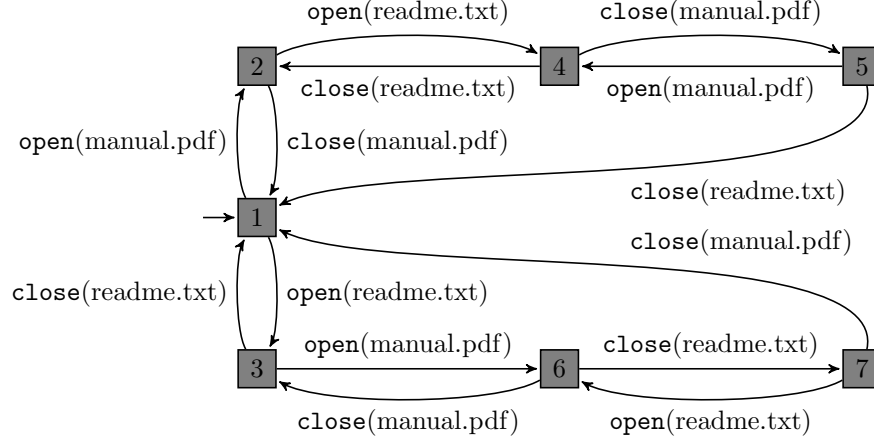 open(readme.txt)
close(manual.pdf)
2
4
5
close(readme.txt)
open(manual.pdf)
open(manual.pdf)
close(manual.pdf)
close(readme.txt)
1
close(manual.pdf)
close(readme.txt)
open(readme.txt)
open(manual.pdf)
close(readme.txt)
3
6
7
close(manual.pdf)
open(readme.txt)